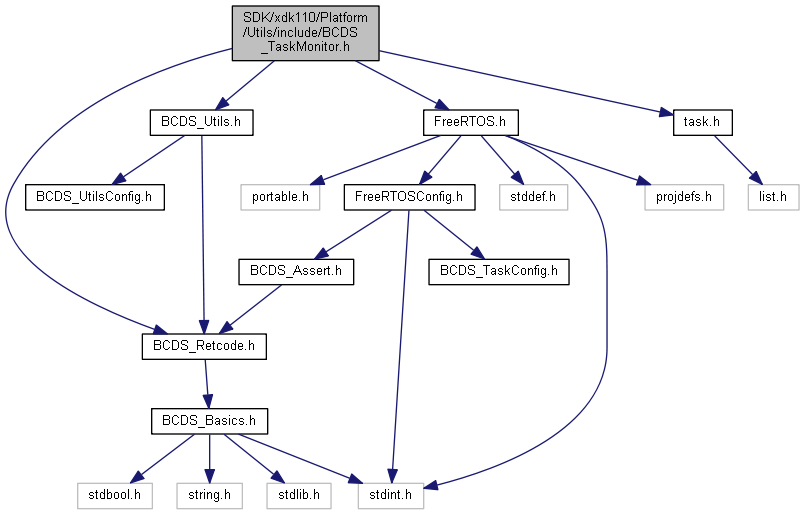 SDK/xdk110/Platform
/Utils/include/BCDS
_TaskMonitor.h
BCDS_Utils.h
FreeRTOS.h
task.h
BCDS_UtilsConfig.h
portable.h
FreeRTOSConfig.h
stddef.h
projdefs.h
list.h
BCDS_Assert.h
BCDS_TaskConfig.h
BCDS_Retcode.h
BCDS_Basics.h
stdbool.h
string.h
stdlib.h
stdint.h